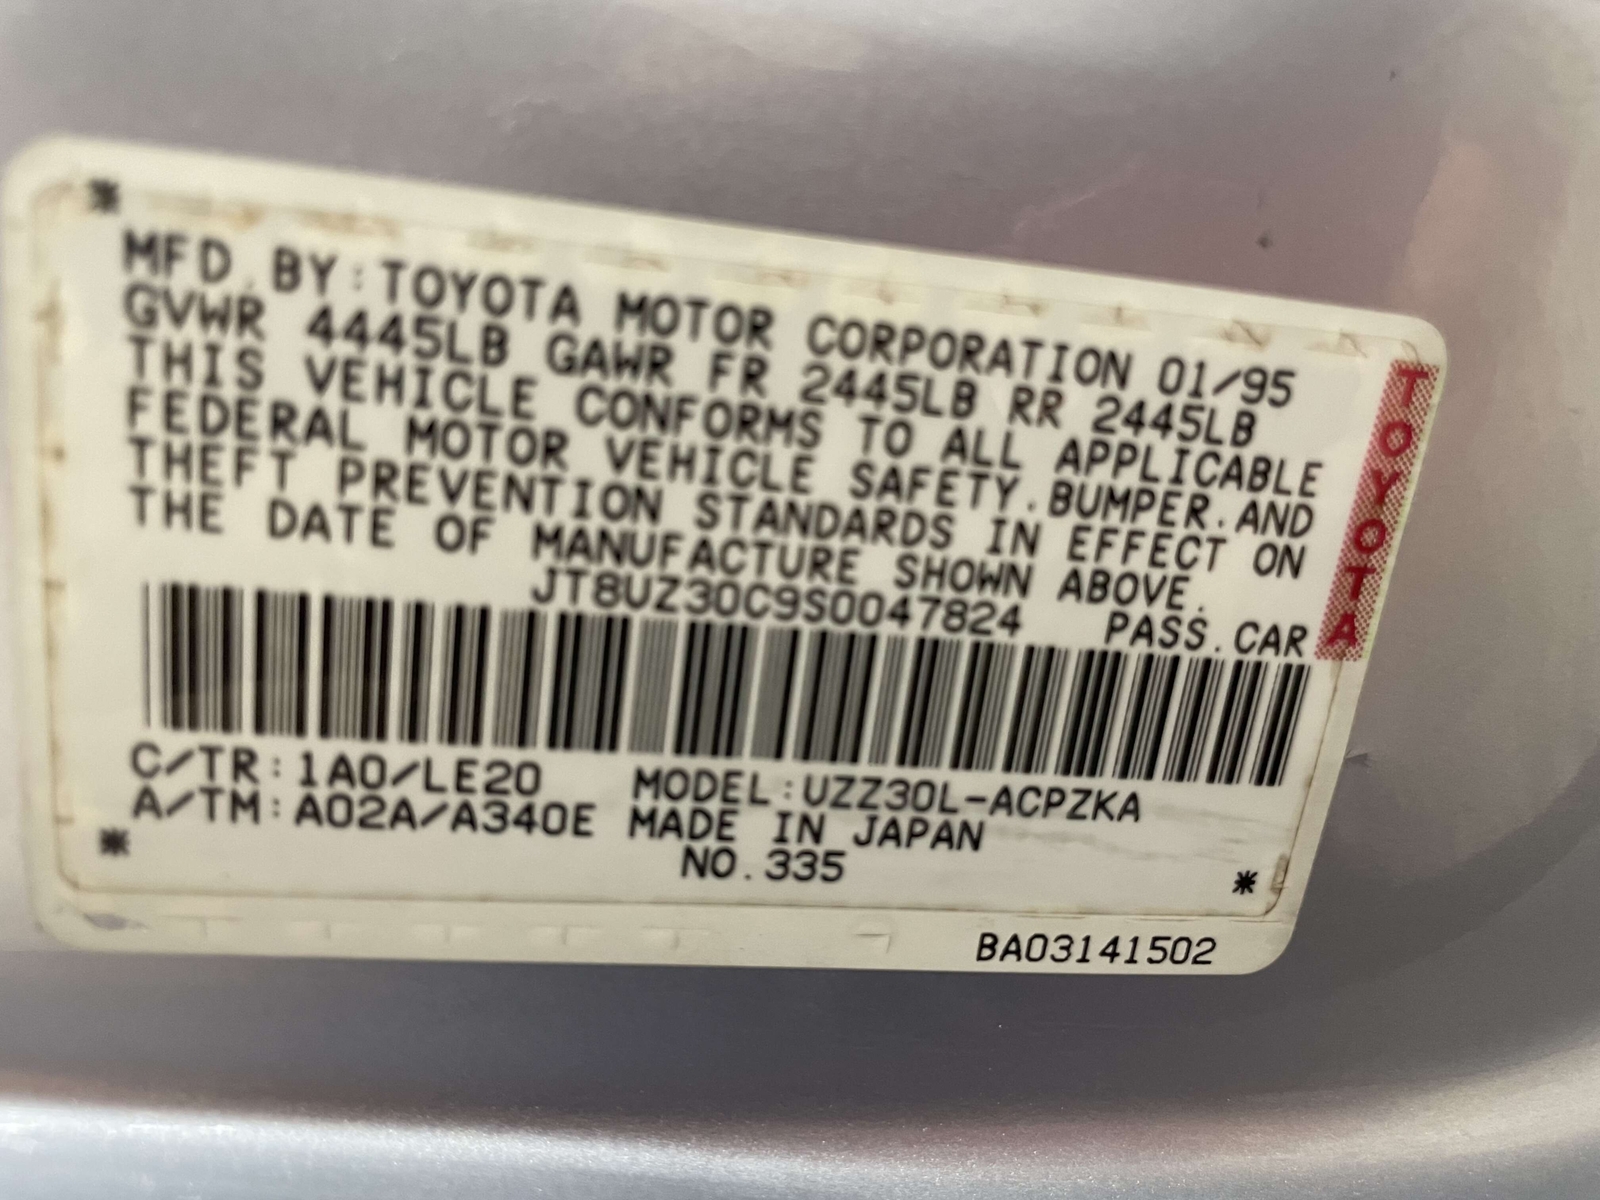 MFD.BY:TOYOTA MOTOR CORPORATION 01/95
GVWR 4445LB GAWR FR 2445LB RR 2445LB
THIS VEHICLE CONFORMS TO ALL APPLICABLE
FEDERAL MOTOR VEHICLE SAFETY.BUMPER.AND
THEFT PREVENTION STANDARDS IN EFFECT ON
THE DATE OF MANUFACTURE SHOWN ABOVE.
JT8UZ30C9S0047824 PASS.CAR
C/TR:1A0/LE20 MODEL:UZZ30L-ACPZKA
A/TM:A02A/A340E MADE IN JAPAN
NO.335
BA03141502
TOYOTA